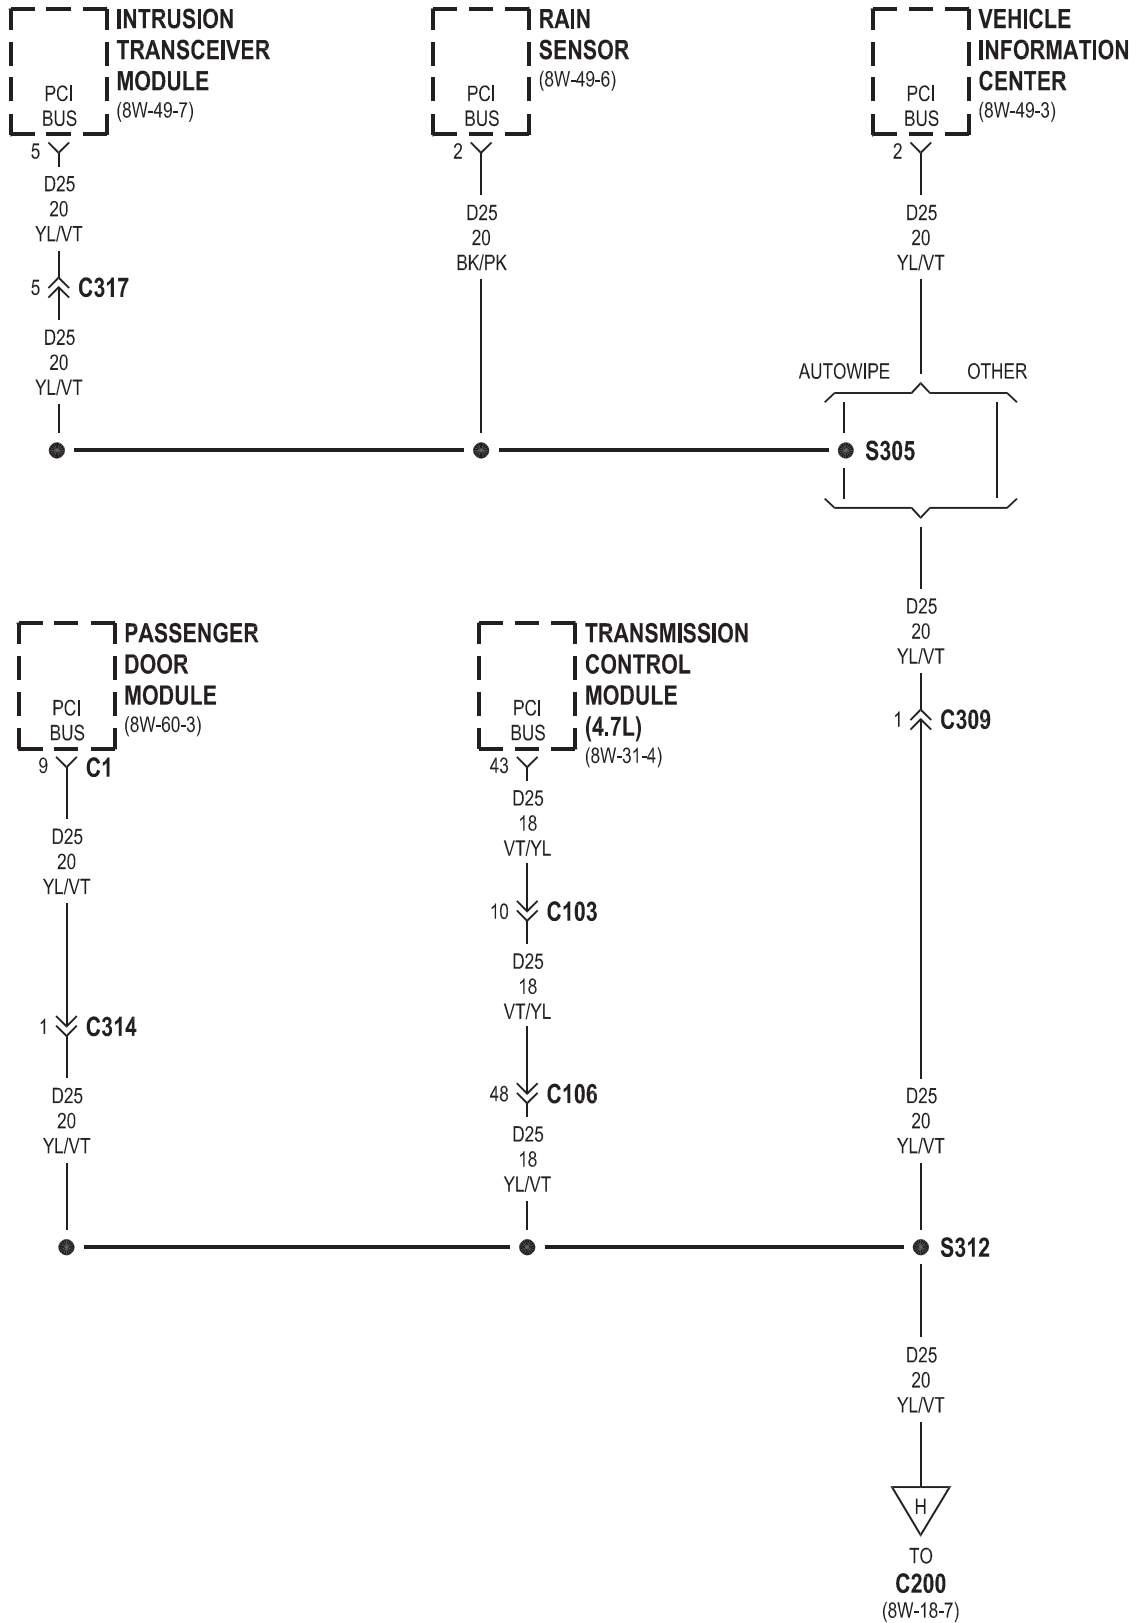 INTRUSION
TRANSCEIVER
MODULE
(8W-49-7)
PCI
BUS
5
D25
20
YL/VT
5
C317
D25
20
YL/VT
RAIN
SENSOR
(8W-49-6)
PCI
BUS
2
D25
20
BK/PK
VEHICLE
INFORMATION
CENTER
(8W-49-3)
PCI
BUS
2
D25
20
YL/VT
AUTOWIPE
OTHER
S305
D25
20
YL/VT
1
C309
PASSENGER
DOOR
MODULE
(8W-60-3)
PCI
BUS
9
C1
D25
20
YL/VT
1
C314
D25
20
YL/VT
TRANSMISSION
CONTROL
MODULE
(4.7L)
(8W-31-4)
PCI
BUS
43
D25
18
VT/YL
10
C103
D25
18
VT/YL
48
C106
D25
18
YL/VT
D25
20
YL/VT
S312
D25
20
YL/VT
H
TO
C200
(8W-18-7)